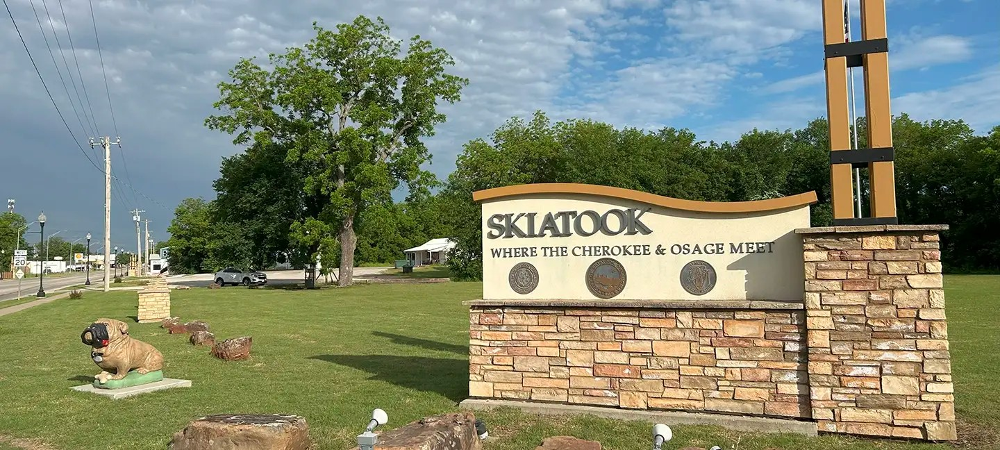 SKIATOOK
WHERE THE CHEROKEE & OSAGE MEET
20